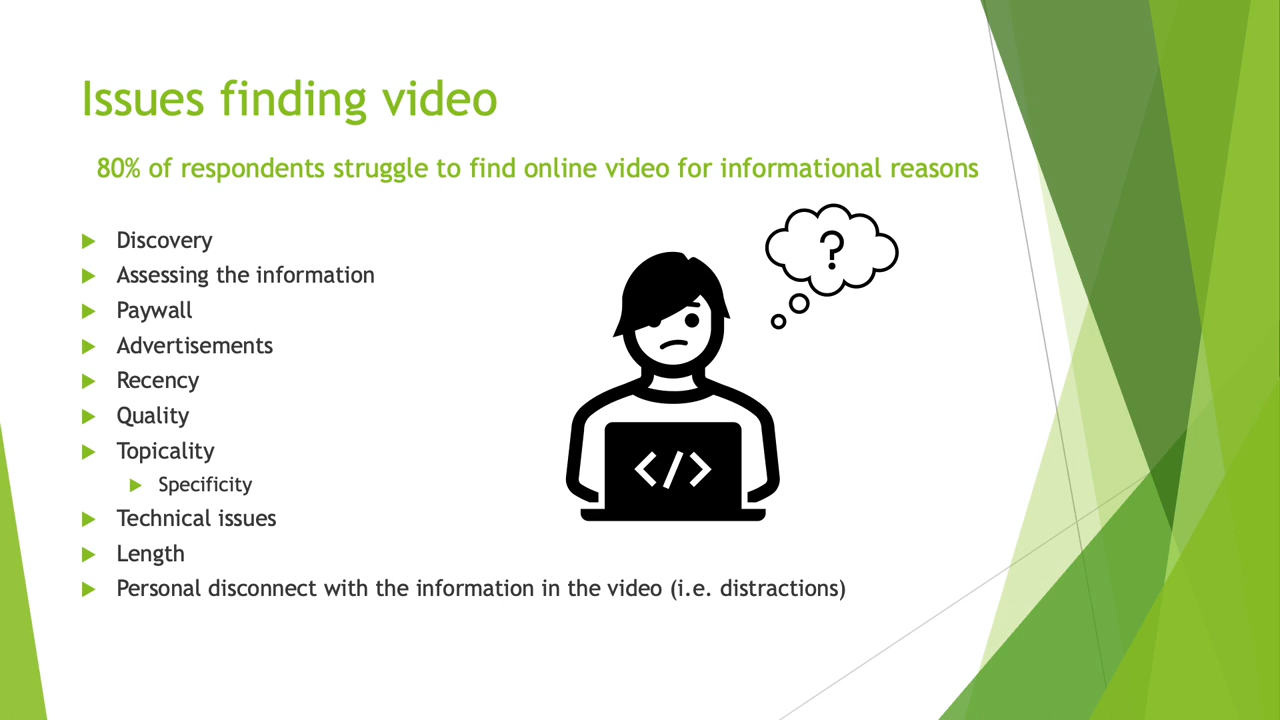 Issues finding video
80% of respondents struggle to find online video for informational reasons
Discovery
Assessing the information
Paywall
Advertisements
Recency
Quality
Topicality
Specificity
Technical issues
Length
Personal disconnect with the information in the video (i.e. distractions)
?
</>